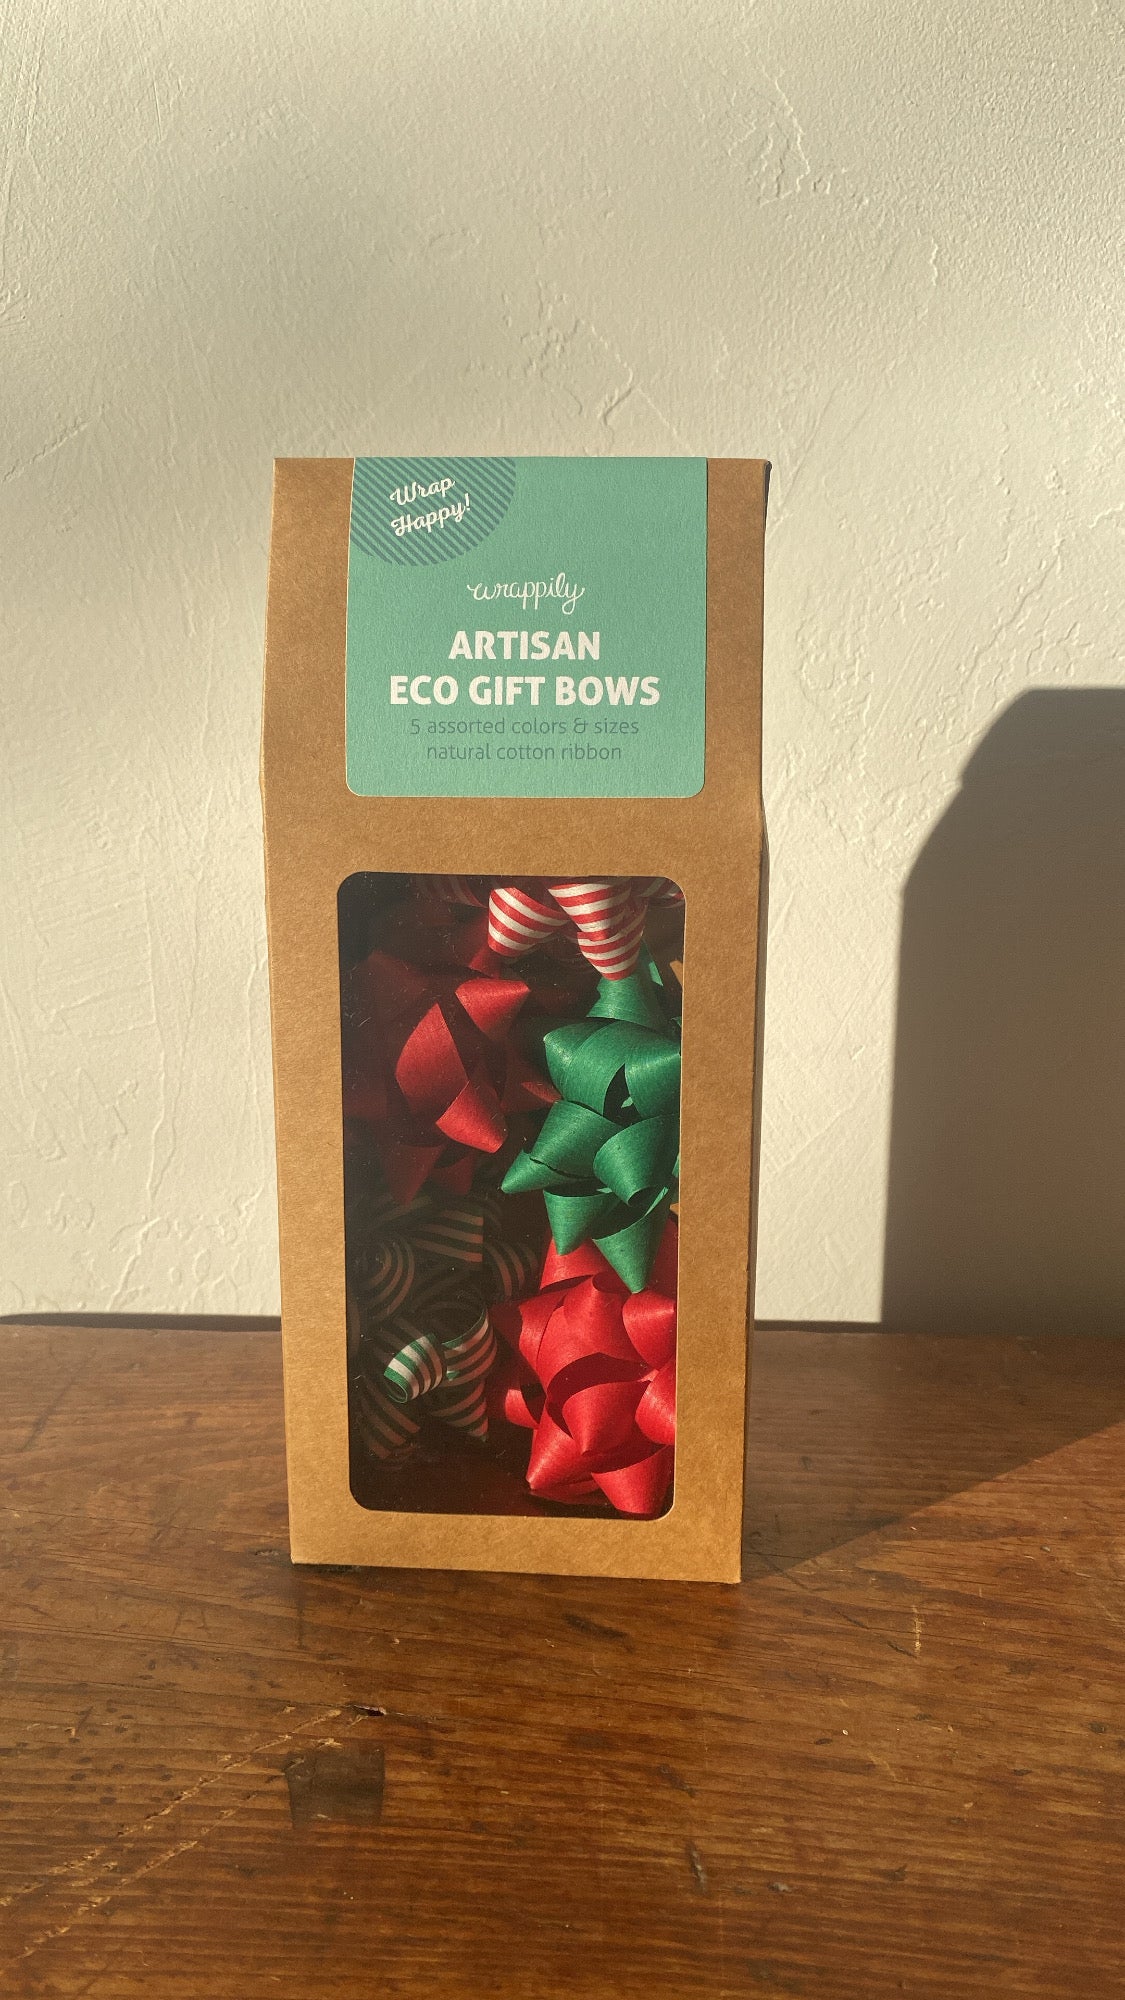 Wrap
Happy!
wrappily
ARTISAN
ECO GIFT BOWS
5 assorted colors & sizes
natural cotton ribbon